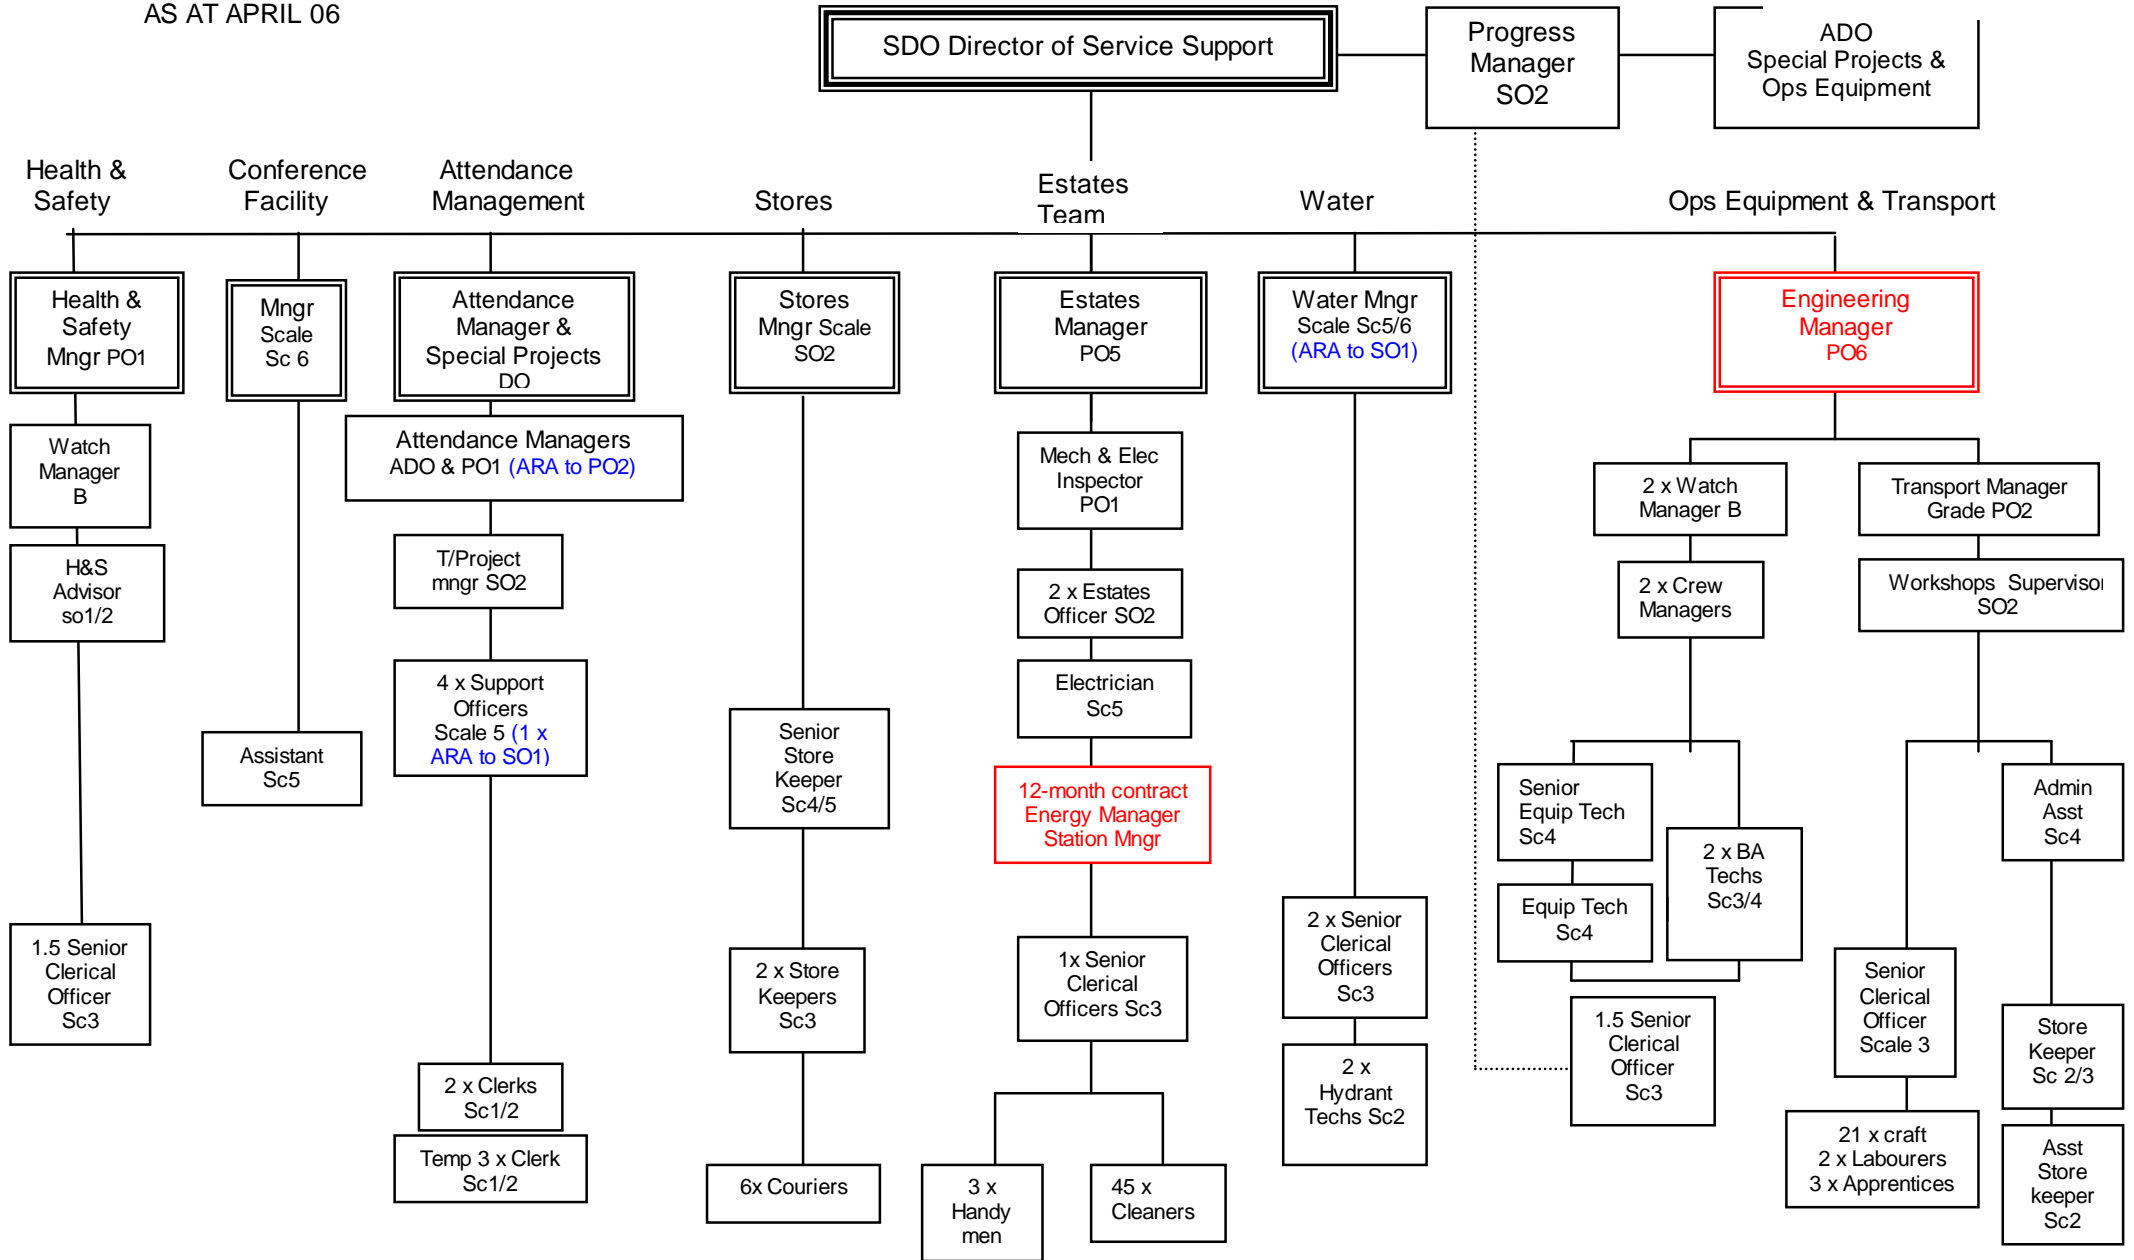 AS AT APRIL 06
SDO Director of Service Support
Progress
Manager
SO2
ADO
Special Projects &
Ops Equipment
Health &
Safety
Conference
Facility
Attendance
Management
Stores
Estates
Team
Water
Ops Equipment & Transport
Health &
Safety
Mngr PO1
Mngr
Scale
Sc 6
Attendance
Manager &
Special Projects
DO
Stores
Mngr Scale
SO2
Estates
Manager
PO5
Water Mngr
Scale Sc5/6
(ARA to SO1)
Engineering
Manager
PO6
Watch
Manager
B
Attendance Managers
ADO & PO1 (ARA to PO2)
Mech & Elec
Inspector
PO1
2 x Watch
Manager B
Transport Manager
Grade PO2
H&S
Advisor
so1/2
T/Project
mngr SO2
2 x Estates
Officer SO2
2 x Crew
Managers
Workshops Supervisor
SO2
4 x Support
Officers
Scale 5 (1 x
ARA to SO1)
Electrician
Sc5
Assistant
Sc5
Senior
Store
Keeper
Sc4/5
12-month contract
Energy Manager
Station Mngr
Senior
Equip Tech
Sc4
2 x BA
Techs
Sc3/4
Admin
Asst
Sc4
Equip Tech
Sc4
1.5 Senior
Clerical
Officer
Sc3
2 x Store
Keepers
Sc3
1x Senior
Clerical
Officers Sc3
2 x Senior
Clerical
Officers
Sc3
Senior
Clerical
Officer
Scale 3
1.5 Senior
Clerical
Officer
Sc3
Store
Keeper
Sc 2/3
2 x Clerks
Sc1/2
2 x
Hydrant
Techs Sc2
Temp 3 x Clerk
Sc1/2
6x Couriers
3 x
Handy
men
45 x
Cleaners
21 x craft
2 x Labourers
3 x Apprentices
Asst
Store
keeper
Sc2